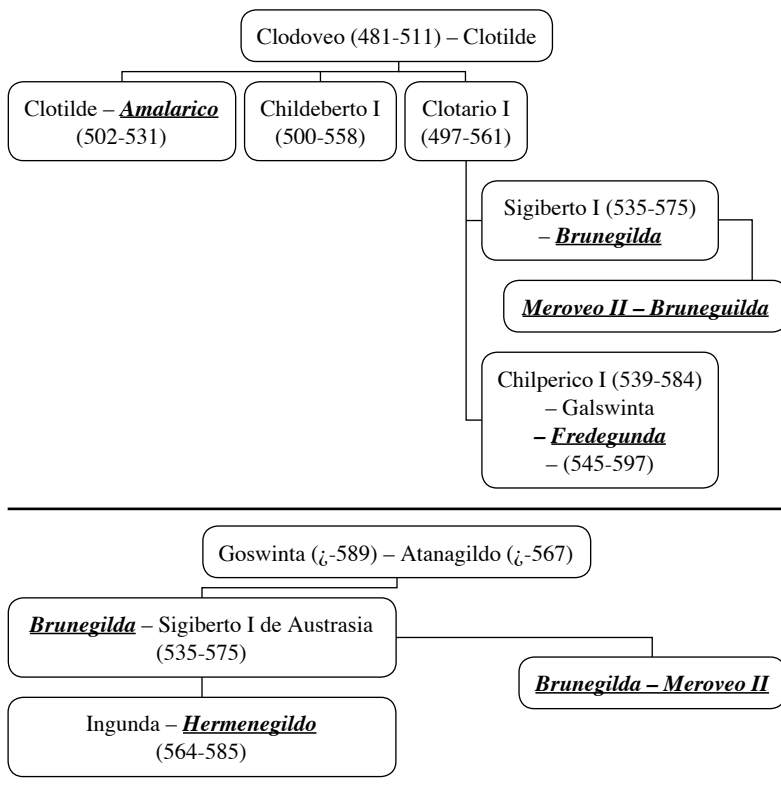 Clodoveo (481-511) – Clotilde
Clotilde – Amalarico
(502-531)
Childeberto I
(500-558)
Clotario I
(497-561)
Sigiberto I (535-575)
– Brunegilda
Meroveo II – Bruneguilda
Chilperico I (539-584)
– Galswinta
– Fredegunda
– (545-597)
Goswinta (¿-589) – Atanagildo (¿-567)
Brunegilda – Sigiberto I de Austrasia
(535-575)
Brunegilda – Meroveo II
Ingunda – Hermenegildo
(564-585)